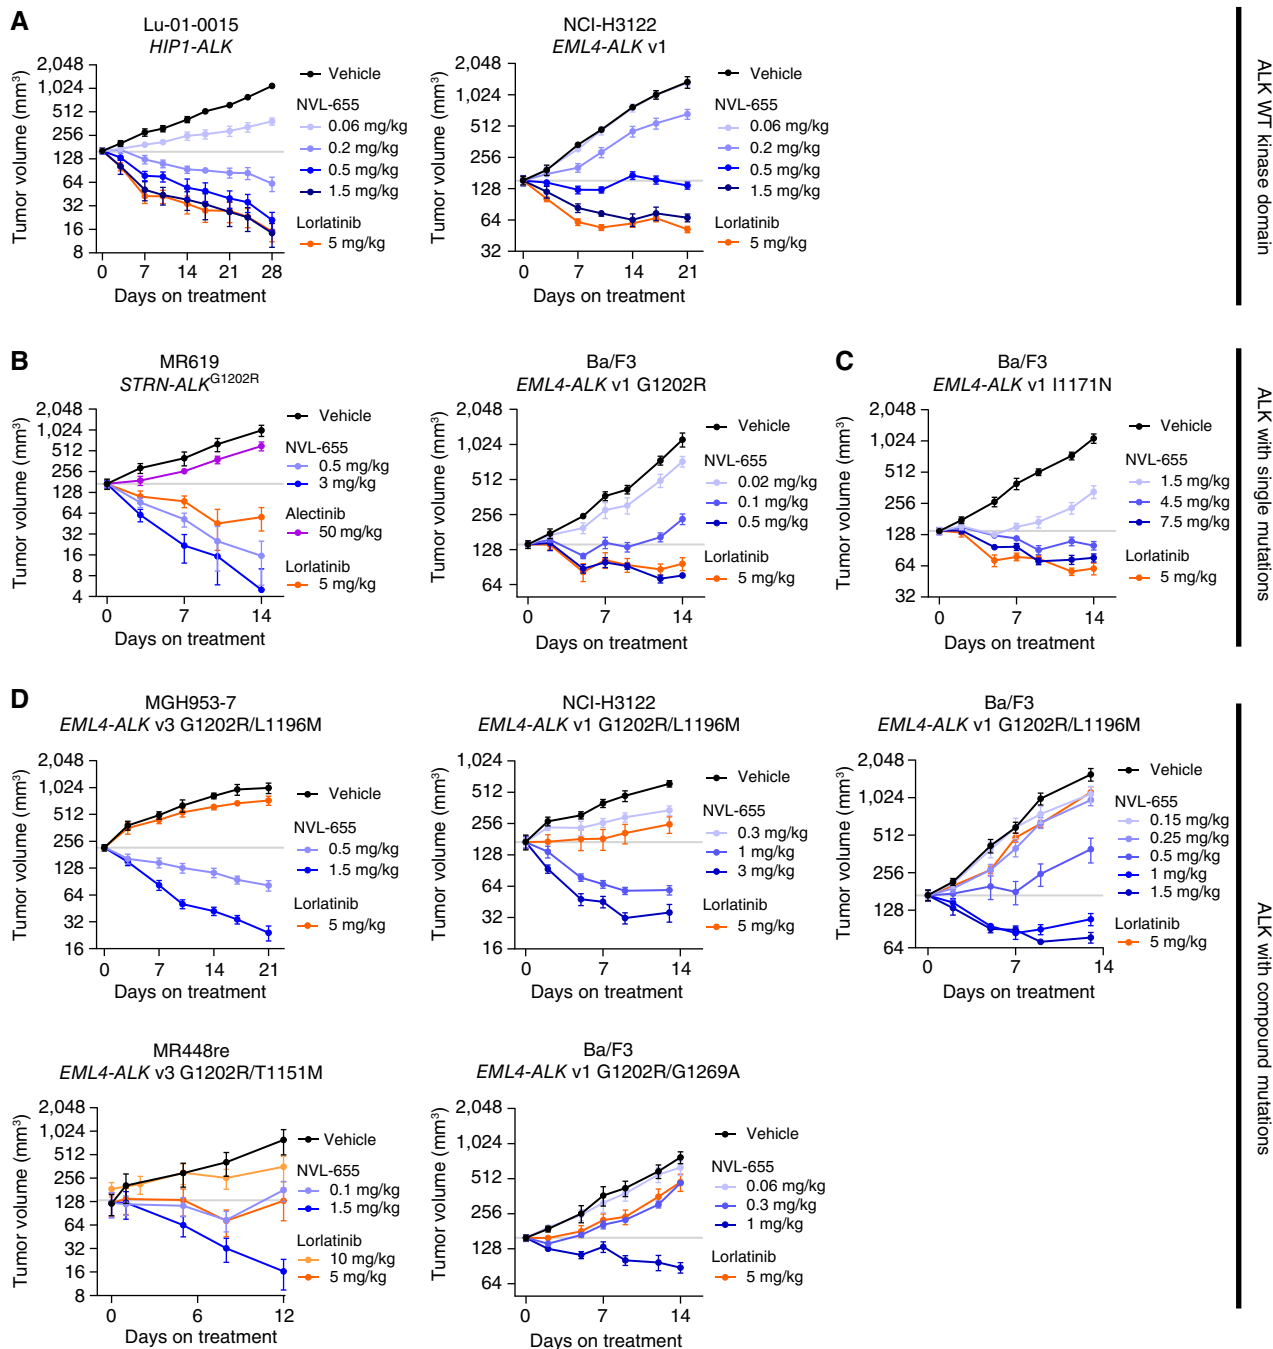 A
Lu-01-0015
HIP1-ALK
Tumor volume (mm³)
2,048
1,024
512
256
128
64
32
16
8
0 7 14 21 28
Days on treatment
Vehicle
NVL-655
0.06 mg/kg
0.2 mg/kg
0.5 mg/kg
1.5 mg/kg
Lorlatinib
5 mg/kg
NCI-H3122
EML4-ALK v1
Tumor volume (mm³)
2,048
1,024
512
256
128
64
32
0 7 14 21
Days on treatment
Vehicle
NVL-655
0.06 mg/kg
0.2 mg/kg
0.5 mg/kg
1.5 mg/kg
Lorlatinib
5 mg/kg
ALK WT kinase domain
B
MR619
STRN-ALK^G1202R
Tumor volume (mm³)
2,048
1,024
512
256
128
64
32
16
8
4
0 7 14
Days on treatment
Vehicle
NVL-655
0.5 mg/kg
3 mg/kg
Alectinib
50 mg/kg
Lorlatinib
5 mg/kg
Ba/F3
EML4-ALK v1 G1202R
Tumor volume (mm³)
2,048
1,024
512
256
128
64
0 7 14
Days on treatment
Vehicle
NVL-655
0.02 mg/kg
0.1 mg/kg
0.5 mg/kg
Lorlatinib
5 mg/kg
C
Ba/F3
EML4-ALK v1 I1171N
Tumor volume (mm³)
2,048
1,024
512
256
128
64
32
0 7 14
Days on treatment
Vehicle
NVL-655
1.5 mg/kg
4.5 mg/kg
7.5 mg/kg
Lorlatinib
5 mg/kg
ALK with single mutations
D
MGH953-7
EML4-ALK v3 G1202R/L1196M
Tumor volume (mm³)
2,048
1,024
512
256
128
64
32
16
0 7 14 21
Days on treatment
Vehicle
NVL-655
0.5 mg/kg
1.5 mg/kg
Lorlatinib
5 mg/kg
NCI-H3122
EML4-ALK v1 G1202R/L1196M
Tumor volume (mm³)
1,024
512
256
128
64
32
16
0 7 14
Days on treatment
Vehicle
NVL-655
0.3 mg/kg
1 mg/kg
3 mg/kg
Lorlatinib
5 mg/kg
Ba/F3
EML4-ALK v1 G1202R/L1196M
Tumor volume (mm³)
2,048
1,024
512
256
128
64
0 7 14
Days on treatment
Vehicle
NVL-655
0.15 mg/kg
0.25 mg/kg
0.5 mg/kg
1 mg/kg
1.5 mg/kg
Lorlatinib
5 mg/kg
MR448re
EML4-ALK v3 G1202R/T1151M
Tumor volume (mm³)
2,048
1,024
512
256
128
64
32
16
8
0 6 12
Days on treatment
Vehicle
NVL-655
0.1 mg/kg
1.5 mg/kg
Lorlatinib
10 mg/kg
5 mg/kg
Ba/F3
EML4-ALK v1 G1202R/G1269A
Tumor volume (mm³)
2,048
1,024
512
256
128
64
0 7 14
Days on treatment
Vehicle
NVL-655
0.06 mg/kg
0.3 mg/kg
1 mg/kg
Lorlatinib
5 mg/kg
ALK with compound mutations